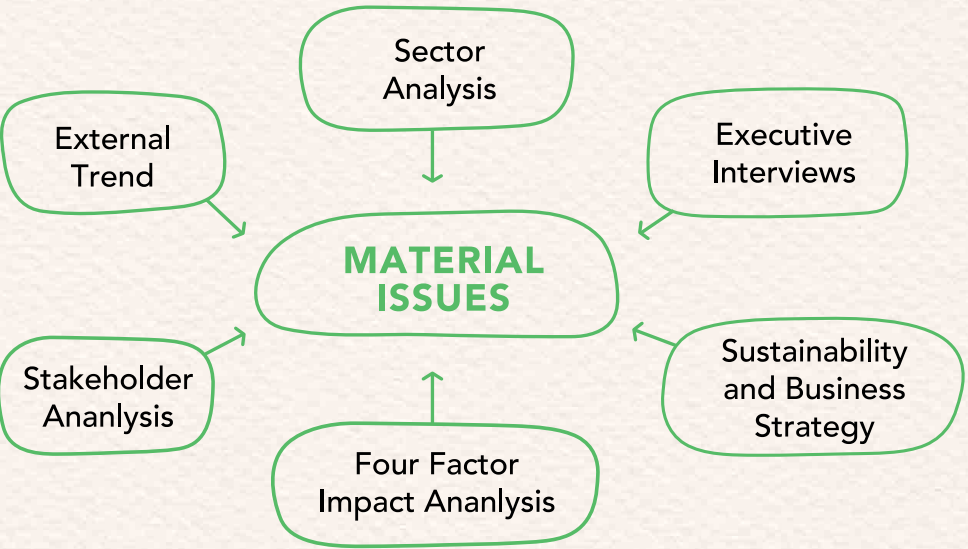 Sector
Analysis
External
Trend
Executive
Interviews
MATERIAL
ISSUES
Stakeholder
Ananlysis
Sustainability
and Business
Strategy
Four Factor
Impact Ananlysis